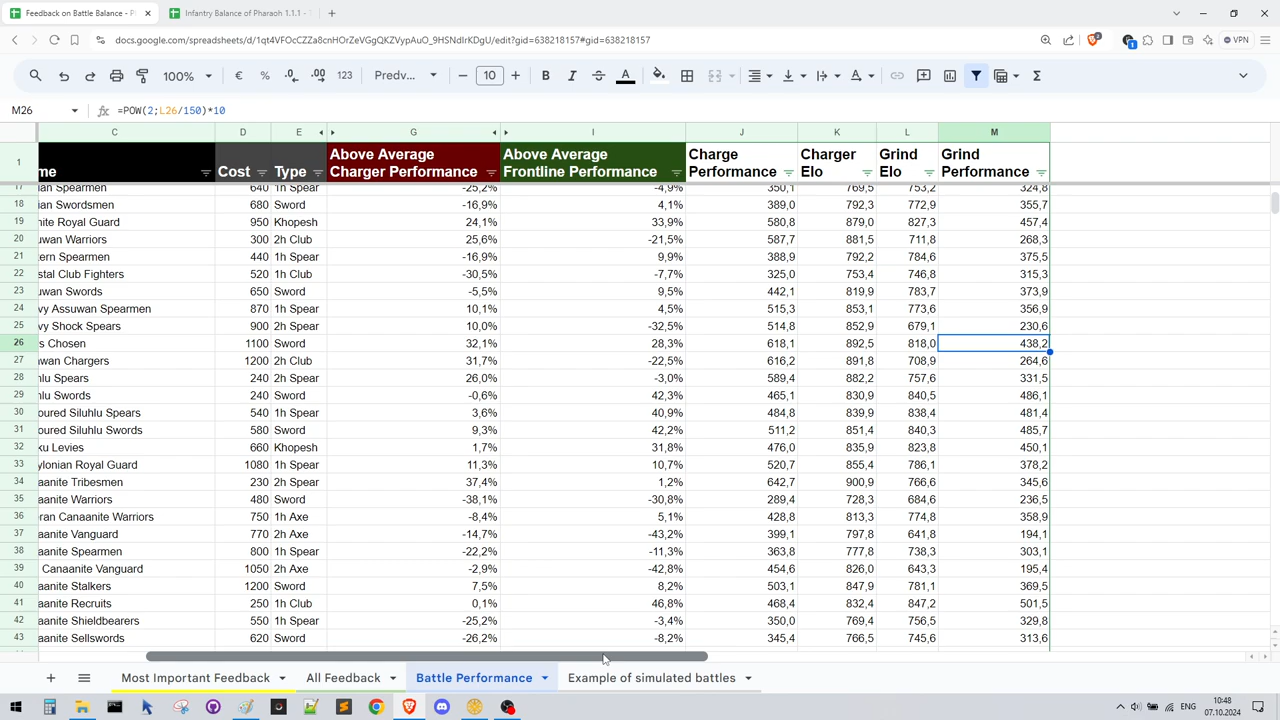 Feedback on Battle Balance - P
Infantry Balance of Pharaoh 1.1.1 -
docs.google.com/spreadsheets/d/1qt4VFOcCZZa8cnHOrZeVGgQKZVypAuO_9HSNdIrKDgU/edit?gid=638218157#gid=638218157
VPN
100%
€ % .0 .00 123 Predv... 10 B I A Σ
M26 fx =POW(2;L26/150)*10
C D E G I J K L M
1 me Cost Type Above Average Charger Performance Above Average Frontline Performance Charge Performance Charger Elo Grind Elo Grind Performance
17 ian Spearmen 640 1h Spear -25,2% -4,9% 350,1 769,5 753,2 324,8
18 ian Swordsmen 680 Sword -16,9% 4,1% 389,0 792,3 772,9 355,7
19 nite Royal Guard 950 Khopesh 24,1% 33,9% 580,8 879,0 827,3 457,4
20 uwan Warriors 300 2h Club 25,6% -21,5% 587,7 881,5 711,8 268,3
21 tern Spearmen 440 1h Spear -16,9% 9,9% 388,9 792,2 784,6 375,5
22 stal Club Fighters 520 1h Club -30,5% -7,7% 325,0 753,4 746,8 315,3
23 uwan Swords 650 Sword -5,5% 9,5% 442,1 819,9 783,7 373,9
24 vy Assuwan Spearmen 870 1h Spear 10,1% 4,5% 515,3 853,1 773,6 356,9
25 vy Shock Spears 900 2h Spear 10,0% -32,5% 514,8 852,9 679,1 230,6
26 s Chosen 1100 Sword 32,1% 28,3% 618,1 892,5 818,0 438,2
27 awan Chargers 1200 2h Club 31,7% -22,5% 616,2 891,8 708,9 264,6
28 hlu Spears 240 2h Spear 26,0% -3,0% 589,4 882,2 757,6 331,5
29 hlu Swords 240 Sword -0,6% 42,3% 465,1 830,9 840,5 486,1
30 oured Siluhlu Spears 540 1h Spear 3,6% 40,9% 484,8 839,9 838,4 481,4
31 oured Siluhlu Swords 580 Sword 9,3% 42,2% 511,2 851,4 840,3 485,7
32 ku Levies 660 Khopesh 1,7% 31,8% 476,0 835,9 823,8 450,1
33 ylonian Royal Guard 1080 1h Spear 11,3% 10,7% 520,7 855,4 786,1 378,2
34 aanite Tribesmen 230 2h Spear 37,4% 1,2% 642,7 900,9 766,6 345,6
35 aanite Warriors 480 Sword -38,1% -30,8% 289,4 728,3 684,6 236,5
36 eran Canaanite Warriors 750 1h Axe -8,4% 5,1% 428,8 813,3 774,8 358,9
37 aanite Vanguard 770 2h Axe -14,7% -43,2% 399,1 797,8 641,8 194,1
38 aanite Spearmen 800 1h Spear -22,2% -11,3% 363,8 777,8 738,3 303,1
39 Canaanite Vanguard 1050 2h Axe -2,9% -42,8% 454,6 826,0 643,3 195,4
40 aanite Stalkers 1200 Sword 7,5% 8,2% 503,1 847,9 781,1 369,5
41 aanite Recruits 250 1h Club 0,1% 46,8% 468,4 832,4 847,2 501,5
42 aanite Shieldbearers 550 1h Spear -25,2% -3,4% 350,0 769,4 756,5 329,8
43 aanite Sellswords 620 Sword -26,2% -8,2% 345,4 766,5 745,6 313,6
Most Important Feedback All Feedback Battle Performance Example of simulated battles
ENG 10:48
07.10.2024